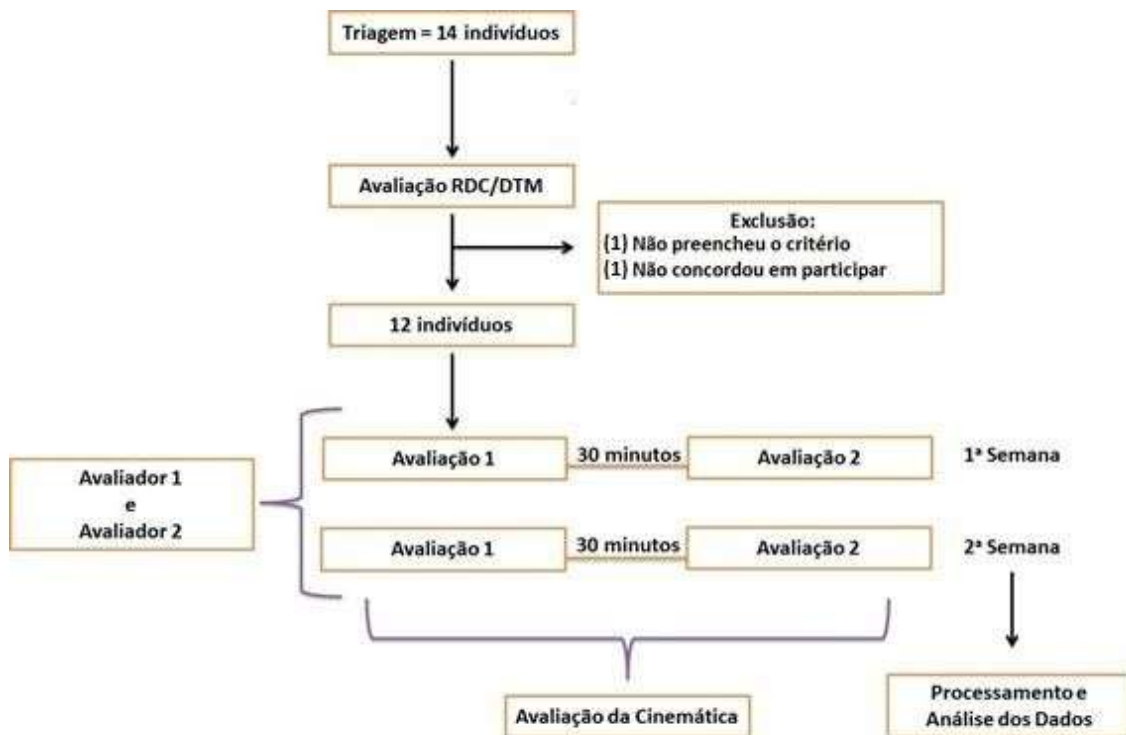 Triagem = 14 indivíduos
Avaliação RDC/DTM
Exclusão:
(1) Não preencheu o critério
(1) Não concordou em participar
12 indivíduos
Avaliador 1
e
Avaliador 2
Avaliação 1 30 minutos Avaliação 2 1ª Semana
Avaliação 1 30 minutos Avaliação 2 2ª Semana
Avaliação da Cinemática
Processamento e
Análise dos Dados